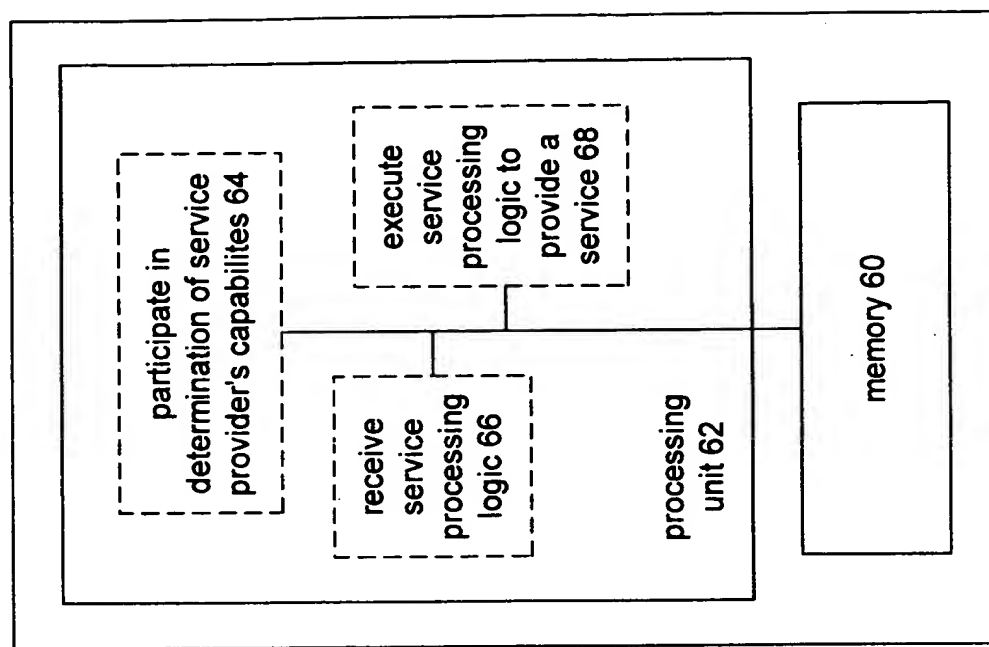 participate in
determination of service
provider's capabilites 64
receive
service
processing
logic 66
execute
service
processing
logic to
provide a
service 68
processing
unit 62
memory 60